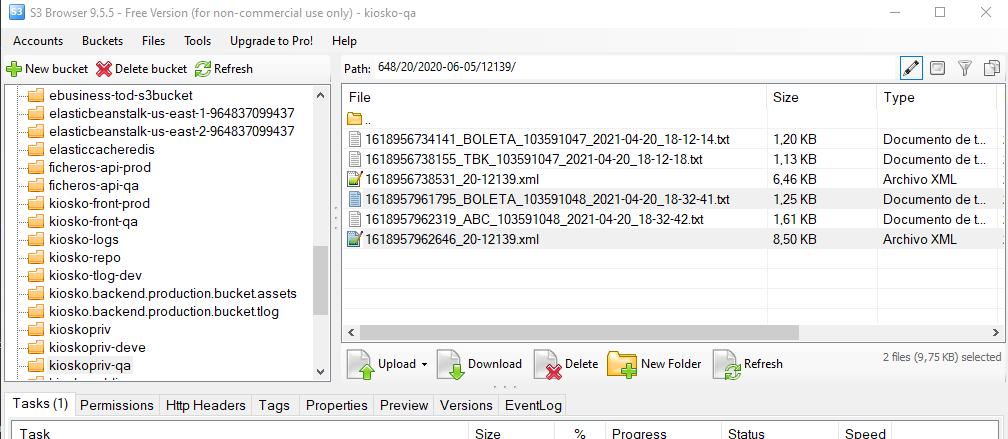 S3 Browser 9.5.5 - Free Version (for non-commercial use only) - kiosko-qa
Accounts Buckets Files Tools Upgrade to Pro! Help
New bucket Delete bucket Refresh
ebusiness-tod-s3bucket
elasticbeanstalk-us-east-1-964837099437
elasticbeanstalk-us-east-2-964837099437
elasticcacheredis
ficheros-api-prod
ficheros-api-qa
kiosko-front-prod
kiosko-front-qa
kiosko-logs
kiosko-repo
kiosko-tlog-dev
kiosko.backend.production.bucket.assets
kiosko.backend.production.bucket.tlog
kioskopriv
kioskopriv-deve
kioskopriv-qa
Path: 648/20/2020-06-05/12139/
File Size Type
..
1618956734141_BOLETA_103591047_2021-04-20_18-12-14.txt 1,20 KB Documento de t...
1618956738155_TBK_103591047_2021-04-20_18-12-18.txt 1,13 KB Documento de t...
1618956738531_20-12139.xml 6,46 KB Archivo XML
1618957961795_BOLETA_103591048_2021-04-20_18-32-41.txt 1,25 KB Documento de t...
1618957962319_ABC_103591048_2021-04-20_18-32-42.txt 1,61 KB Documento de t...
1618957962646_20-12139.xml 8,50 KB Archivo XML
Upload Download Delete New Folder Refresh 2 files (9,75 KB) selected
Tasks (1) Permissions Http Headers Tags Properties Preview Versions EventLog
Task Size % Progress Status Speed